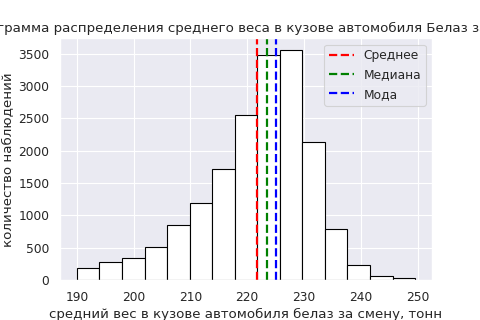 распределения среднего веса в кузове автомобиля Белаз
Среднее
Медиана
Мода
количество наблюдений
3500
3000
2500
2000
1500
1000
500
0
190 200 210 220 230 240 250
средний вес в кузове автомобиля белаз за смену, тонн